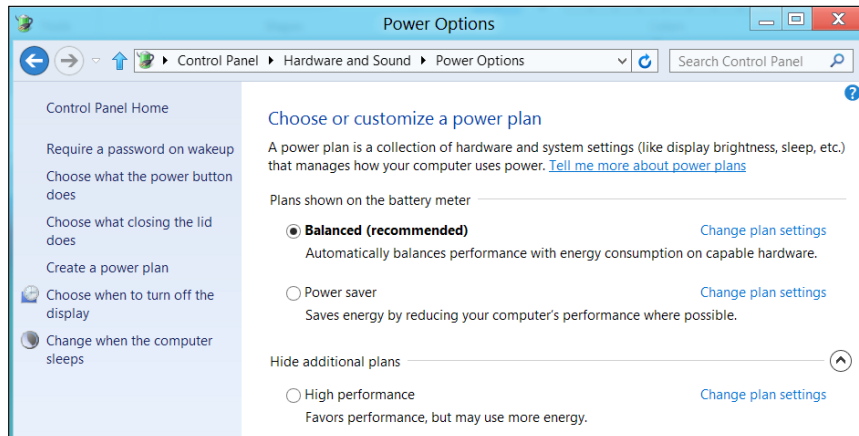 Power Options
Control Panel Hardware and Sound Power Options
Search Control Panel
Control Panel Home
Require a password on wakeup
Choose what the power button
does
Choose what closing the lid
does
Create a power plan
Choose when to turn off the
display
Change when the computer
sleeps
Choose or customize a power plan
A power plan is a collection of hardware and system settings (like display brightness, sleep, etc.)
that manages how your computer uses power. Tell me more about power plans
Plans shown on the battery meter
Balanced (recommended) Change plan settings
Automatically balances performance with energy consumption on capable hardware.
Power saver Change plan settings
Saves energy by reducing your computer's performance where possible.
Hide additional plans
High performance Change plan settings
Favors performance, but may use more energy.